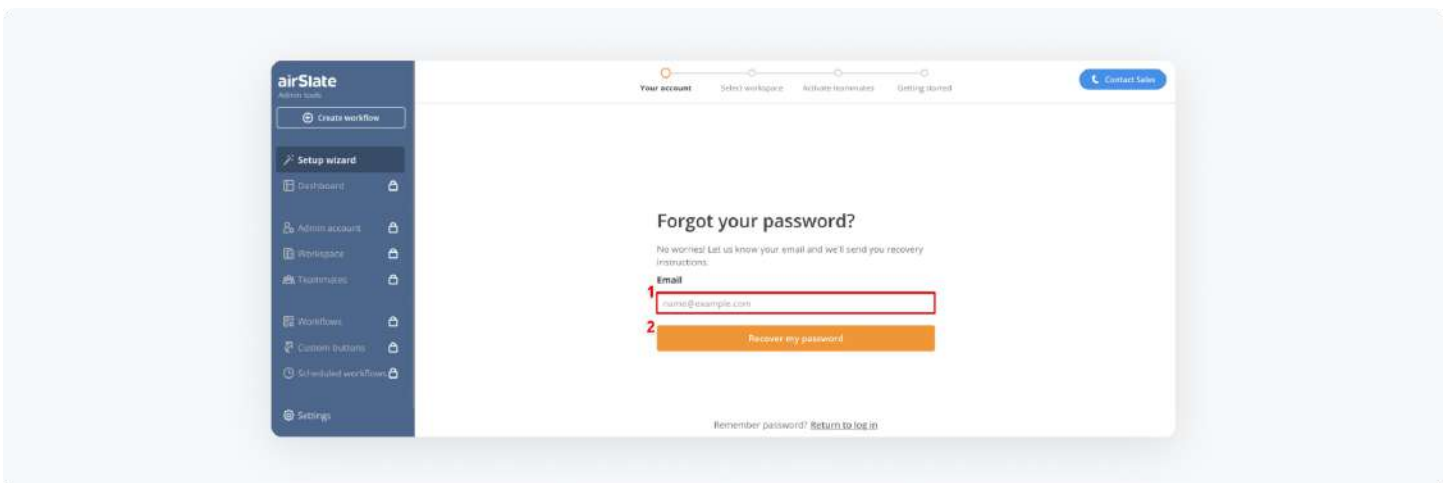 airSlate
Admin tools
Create workflow
Setup wizard
Dashboard
Admin account
Workspace
Teammates
Workflows
Custom buttons
Scheduled workflows
Settings
Your account
Select workspace
Activate teammates
Getting started
Contact Sales
Forgot your password?
No worries! Let us know your email and we'll send you recovery
instructions.
Email
1
name@example.com
2
Recover my password
Remember password? Return to log in